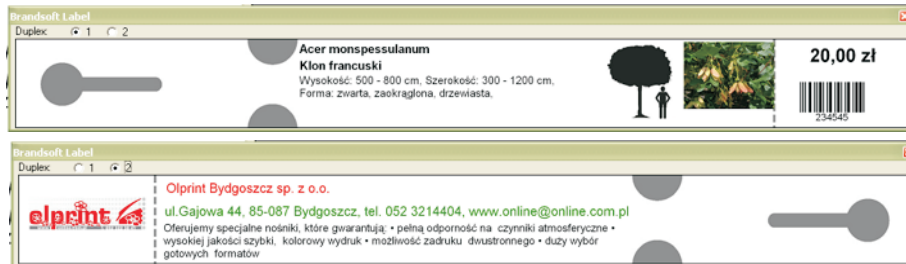 Brandsoft Label
Duplex: 1 2
Acer monspessulanum
Klon francuski
Wysokość: 500 - 800 cm, Szerokość: 300 - 1200 cm,
Forma: zwarta, zaokrąglona, drzewiasta,
20,00 zł
234545
Brandsoft Label
Duplex: 1 2
olprint
Olprint Bydgoszcz sp. z o.o.
ul.Gajowa 44, 85-087 Bydgoszcz, tel. 052 3214404, www.online@online.com.pl
Oferujemy specjalne nośniki, które gwarantują: • pełną odporność na czynniki atmosferyczne •
wysokiej jakości szybki, kolorowy wydruk • możliwość zadruku dwustronnego • duży wybór
gotowych formatów